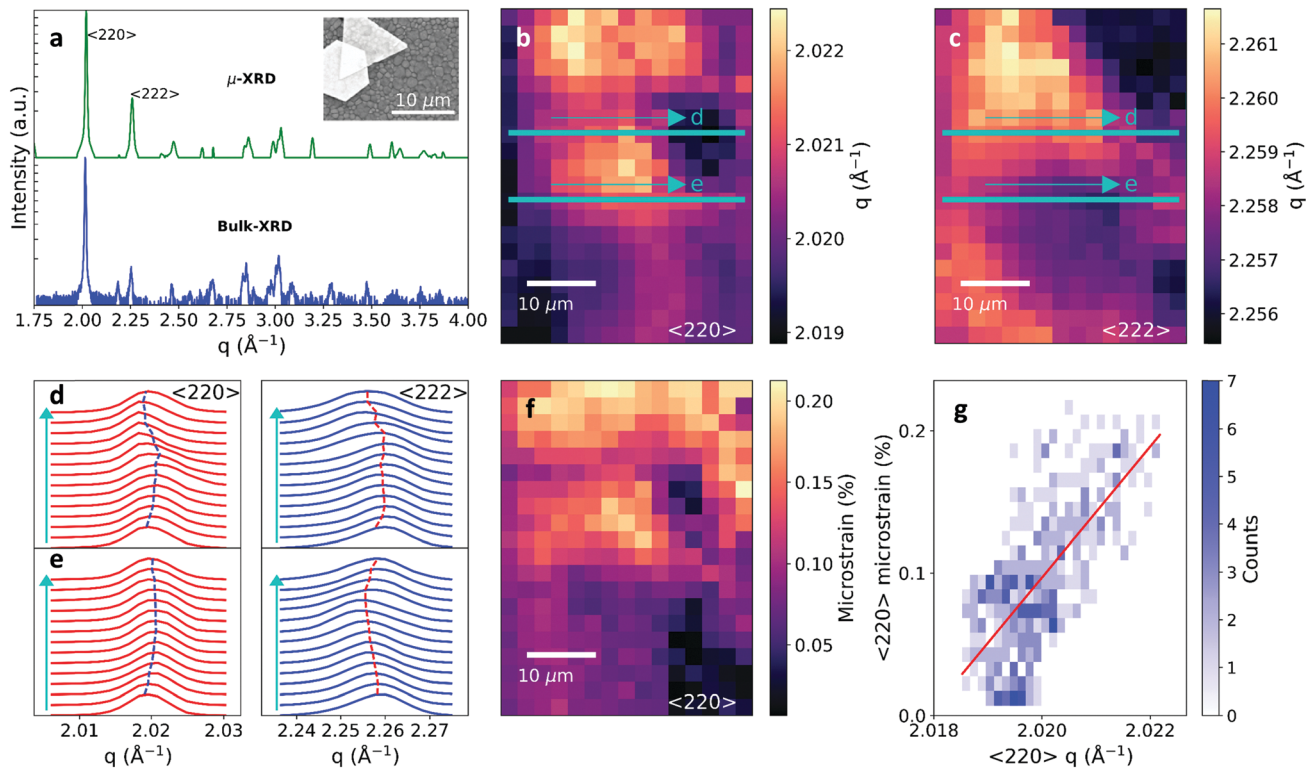 a
<220>
<222>
μ-XRD
10 μm
Bulk-XRD
Intensity (a.u.)
1.75 2.00 2.25 2.50 2.75 3.00 3.25 3.50 3.75 4.00
q (Å⁻¹)
b
d
e
10 μm
<220>
2.022
2.021
2.020
2.019
q (Å⁻¹)
c
d
e
10 μm
<222>
2.261
2.260
2.259
2.258
2.257
2.256
q (Å⁻¹)
d
<220>
<222>
e
2.01 2.02 2.03
q (Å⁻¹)
2.24 2.25 2.26 2.27
q (Å⁻¹)
f
10 μm
<220>
0.20
0.15
0.10
0.05
Microstrain (%)
g
<220> microstrain (%)
0.2
0.1
0.0
2.018 2.020 2.022
<220> q (Å⁻¹)
7
6
5
4
3
2
1
0
Counts